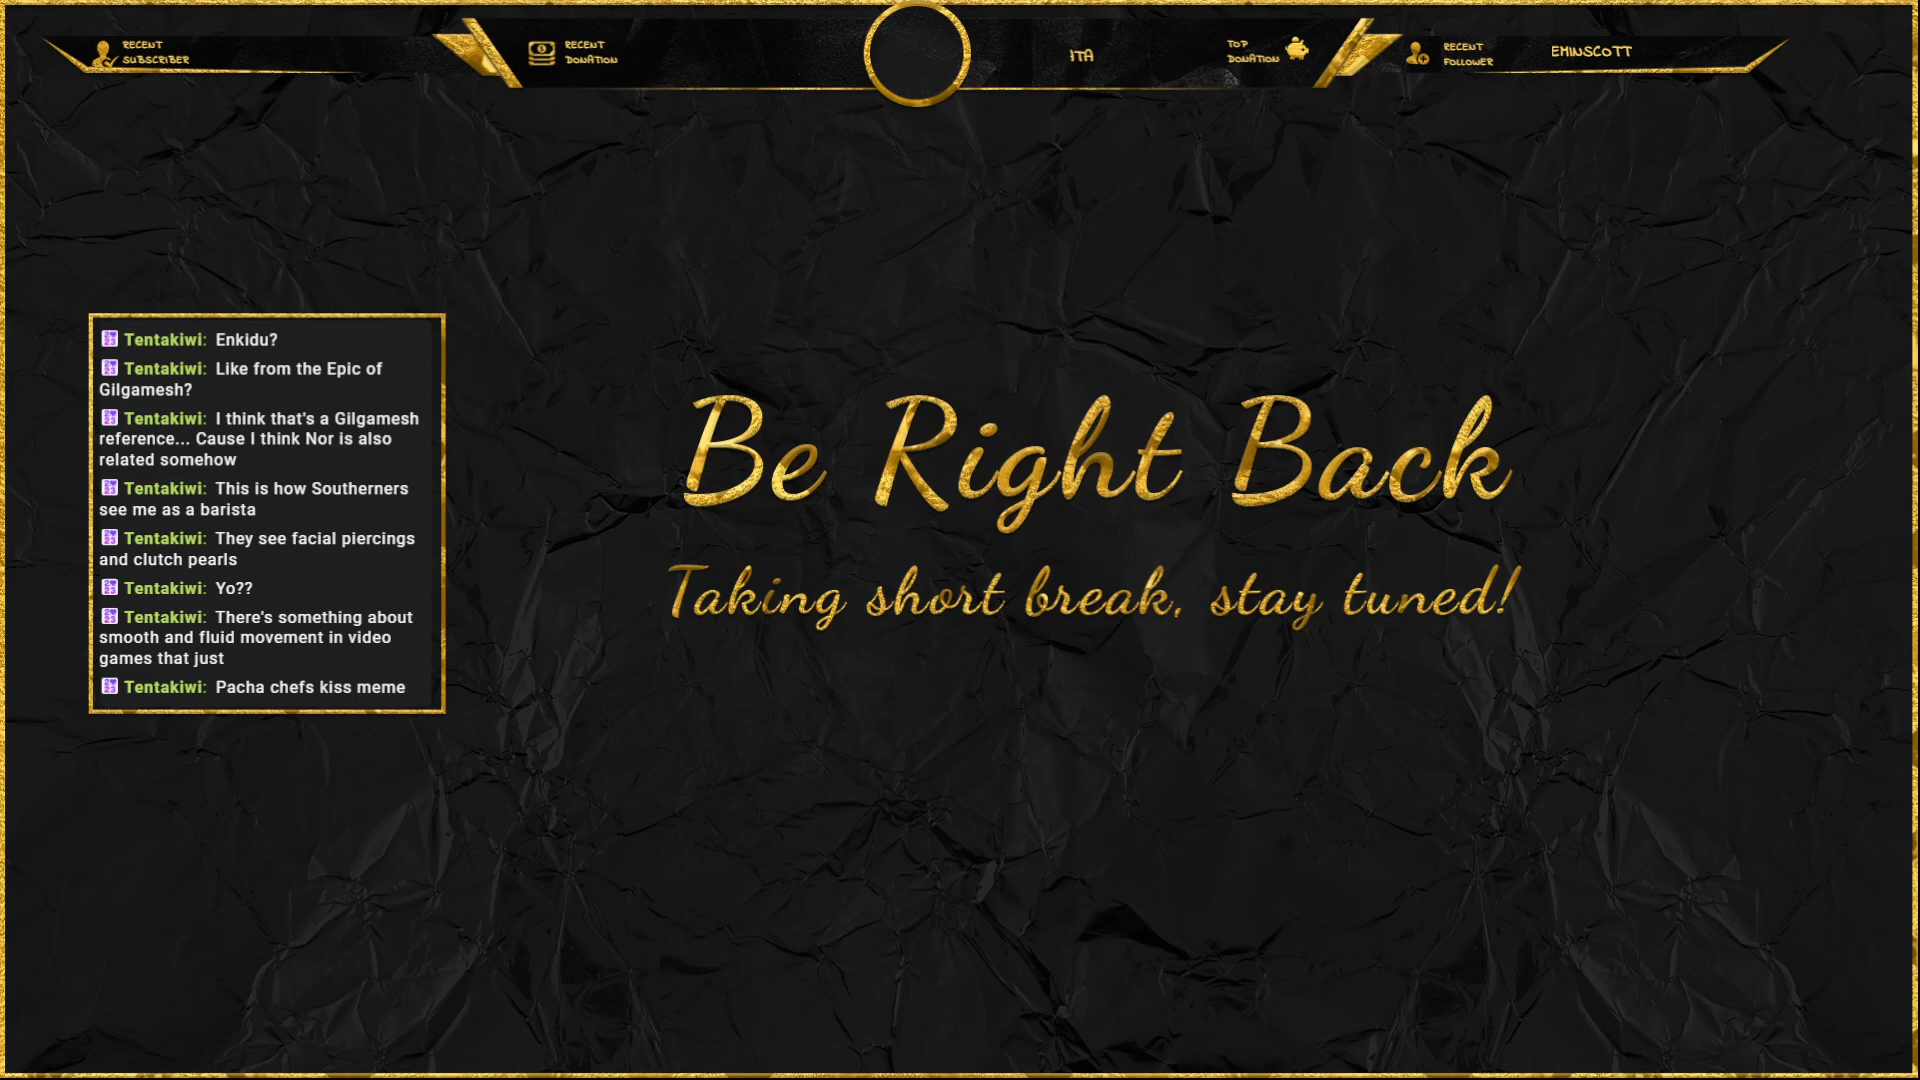 RECENT
SUBSCRIBER
RECENT
DONATION
TOP
DONATION
RECENT
FOLLOWER
EMINSCOTT
Tentakiwi: Enkidu?
Tentakiwi: Like from the Epic of
Gilgamesh?
Tentakiwi: I think that's a Gilgamesh
reference... Cause I think Nor is also
related somehow
Tentakiwi: This is how Southerners
see me as a barista
Tentakiwi: They see facial piercings
and clutch pearls
Tentakiwi: Yo??
Tentakiwi: There's something about
smooth and fluid movement in video
games that just
Tentakiwi: Pacha chefs kiss meme
Be Right Back
Taking short break, stay tuned!